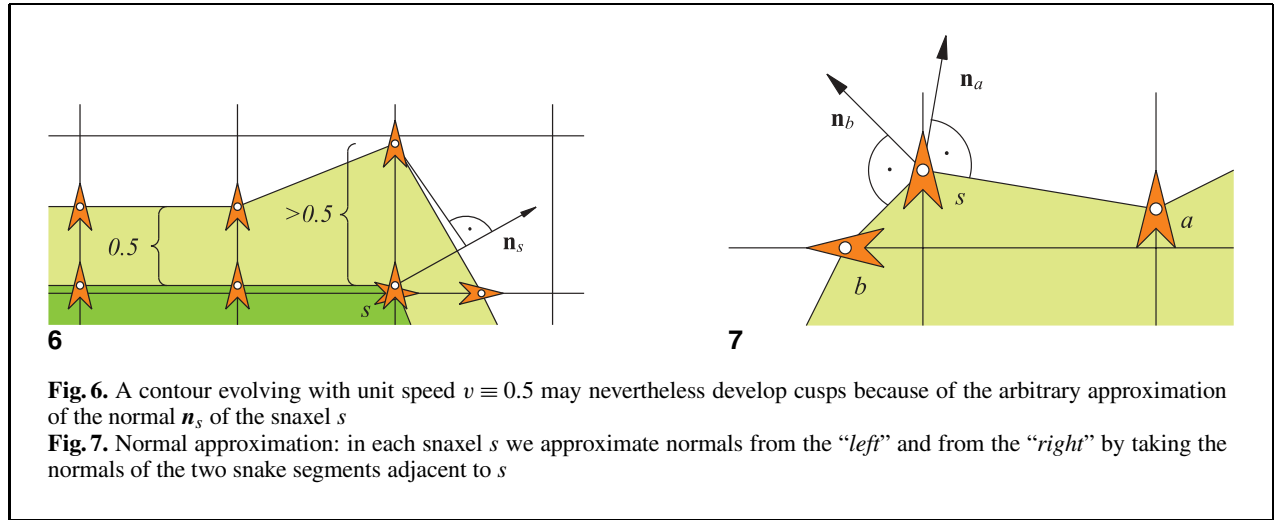 n_b
n_a
s
a
b
0.5
>0.5
n_s
s
6
7
Fig. 6. A contour evolving with unit speed v ≡ 0.5 may nevertheless develop cusps because of the arbitrary approximation
of the normal n_s of the snaxel s
Fig. 7. Normal approximation: in each snaxel s we approximate normals from the “left” and from the “right” by taking the
normals of the two snake segments adjacent to s